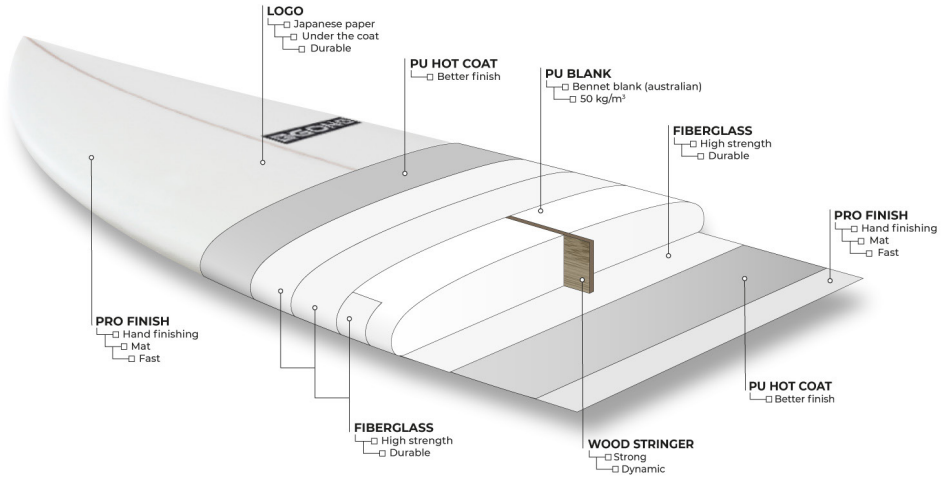 LOGO
Japanese paper
Under the coat
Durable
PU HOT COAT
Better finish
PU BLANK
Bennet blank (australian)
50 kg/m³
FIBERGLASS
High strength
Durable
PRO FINISH
Hand finishing
Mat
Fast
GONG
PRO FINISH
Hand finishing
Mat
Fast
FIBERGLASS
High strength
Durable
WOOD STRINGER
Strong
Dynamic
PU HOT COAT
Better finish